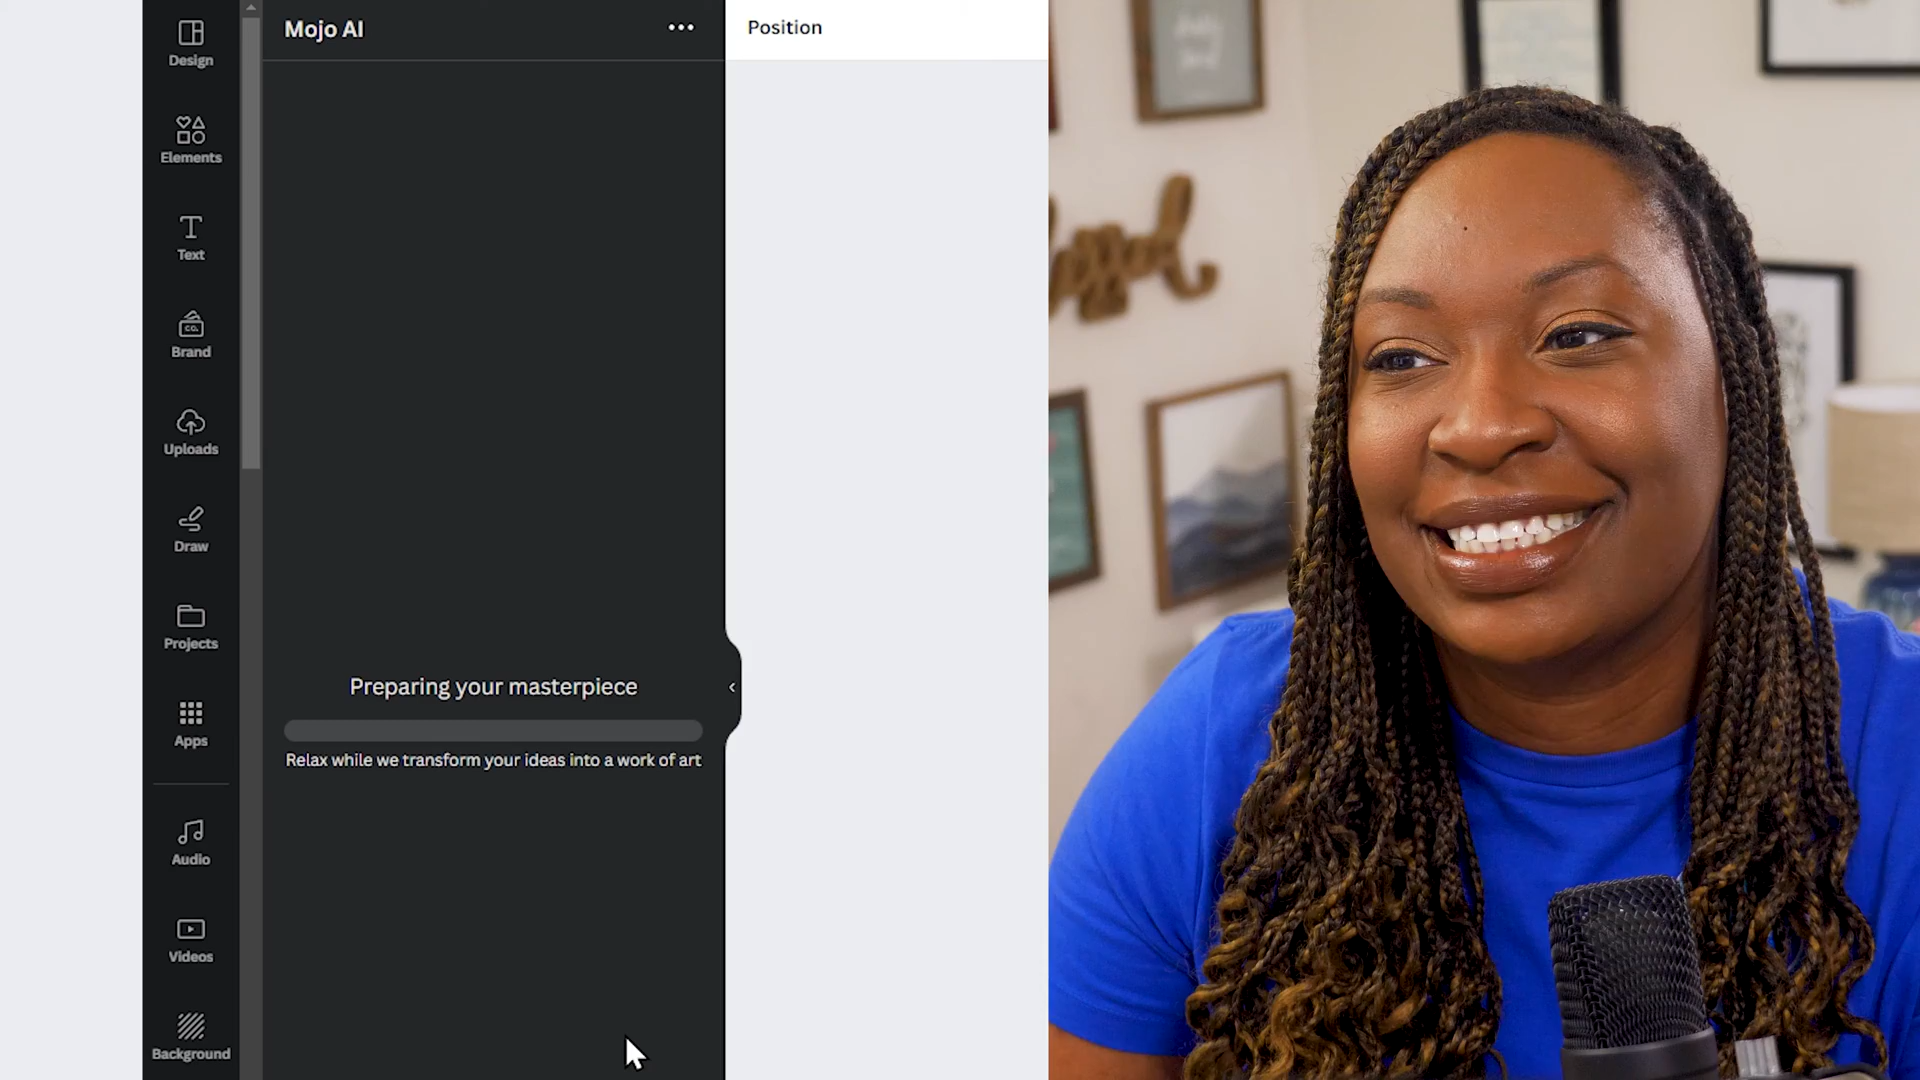 Mojo AI
Position
Design
Elements
Text
CO.
Brand
Uploads
Draw
Projects
Apps
Audio
Videos
Background
Preparing your masterpiece
Relax while we transform your ideas into a work of art